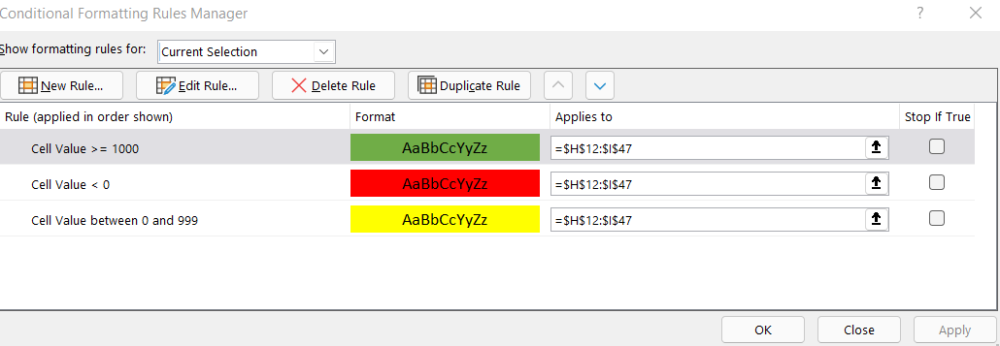 Conditional Formatting Rules Manager ? ×
Show formatting rules for: Current Selection
New Rule... Edit Rule... Delete Rule Duplicate Rule
Rule (applied in order shown) Format Applies to Stop If True
Cell Value >= 1000 AaBbCcYyZz =$H$12:$I$47
Cell Value < 0 AaBbCcYyZz =$H$12:$I$47
Cell Value between 0 and 999 AaBbCcYyZz =$H$12:$I$47
OK Close Apply